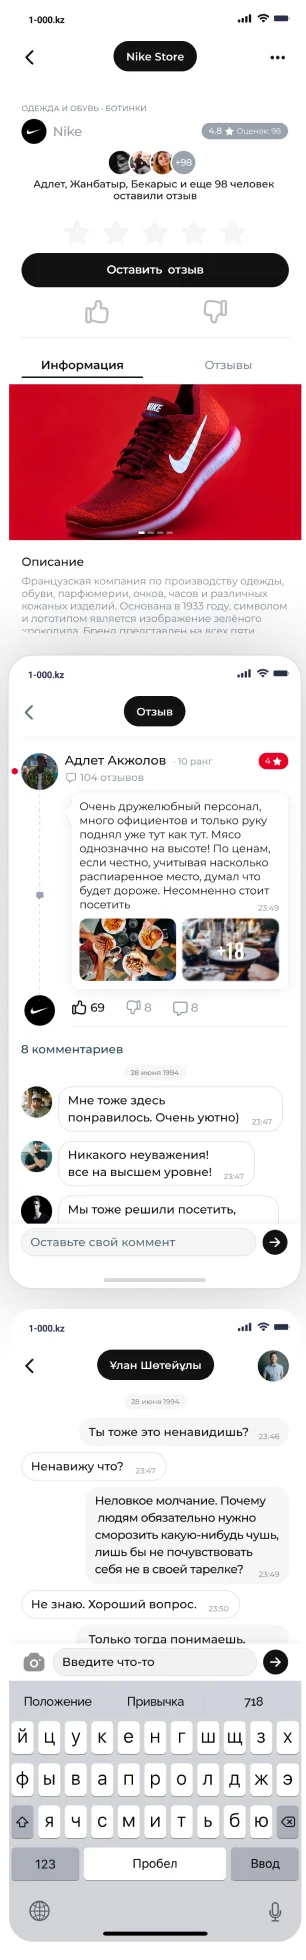 1-000.kz
Nike Store
ОДЕЖДА И ОБУВЬ · БОТИНКИ
Nike
4.8 Оценок 98
+98
Адлет, Жанбатыр, Бекарыс и еще 98 человек
оставили отзыв
Оставить отзыв
Информация
Отзывы
NIKE
Описание
Французская компания по производству одежды,
обуви, парфюмерии, очков, часов и различных
кожаных изделий. Основана в 1933 году, символом
и логотипом является изображение зелёного
крокодила. Бренд представлен на всех пяти
1-000.kz
Отзыв
Адлет Акжолов · 10 ранг
4
104 отзывов
Очень дружелюбный персонал,
много официантов и только руку
поднял уже тут как тут. Мясо
однозначно на высоте! По ценам,
если честно, учитывая насколько
распиаренное место, думал что
будет дороже. Несомненно стоит
посетить
23:49
+18
69
8
8
8 комментариев
28 июня 1994
Мне тоже здесь
понравилось. Очень уютно)
23:47
Никакого неуважения!
все на высшем уровне!
23:47
Мы тоже решили посетить,
Оставьте свой коммент
1-000.kz
Ұлан Шөтейұлы
28 июня 1994
Ты тоже это ненавидишь?
23:46
Ненавижу что?
23:47
Неловкое молчание. Почему
людям обязательно нужно
сморозить какую-нибудь чушь,
лишь бы не почувствовать
себя не в своей тарелке?
23:49
Не знаю. Хороший вопрос.
23:50
Только тогда понимаешь,
Введите что-то
Положение
Привычка
718
й ц у к е н г ш щ з х
ф ы в а п р о л д ж э
я ч с м и т ь б ю
123
Пробел
Ввод